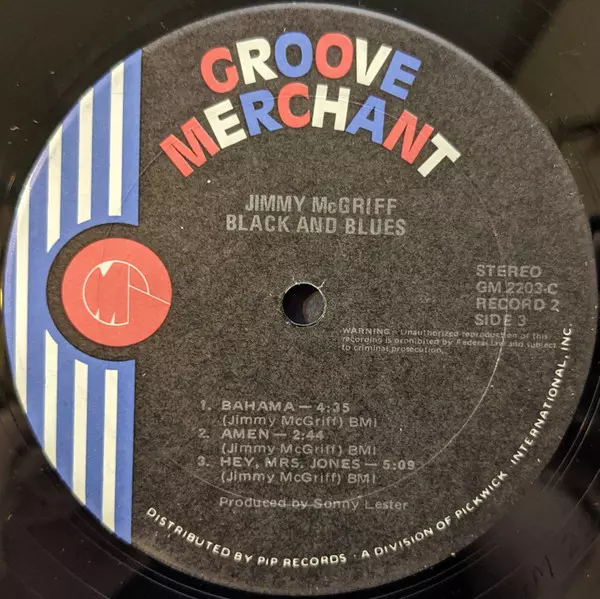 GROOVE
MERCHANT
JIMMY McGRIFF
BLACK AND BLUES
STEREO
GM 2203-C
RECORD 2
SIDE 3
WARNING - Unauthorized reproduction of this
recording is prohibited by Federal law and subject
to criminal prosecution.
1. BAHAMA — 4:35
(Jimmy McGriff) BMI
2. AMEN — 2:44
(Jimmy McGriff) BMI
3. HEY, MRS. JONES — 5:09
(Jimmy McGriff) BMI
Produced by Sonny Lester
DISTRIBUTED BY PIP RECORDS · A DIVISION OF PICKWICK INTERNATIONAL, INC.